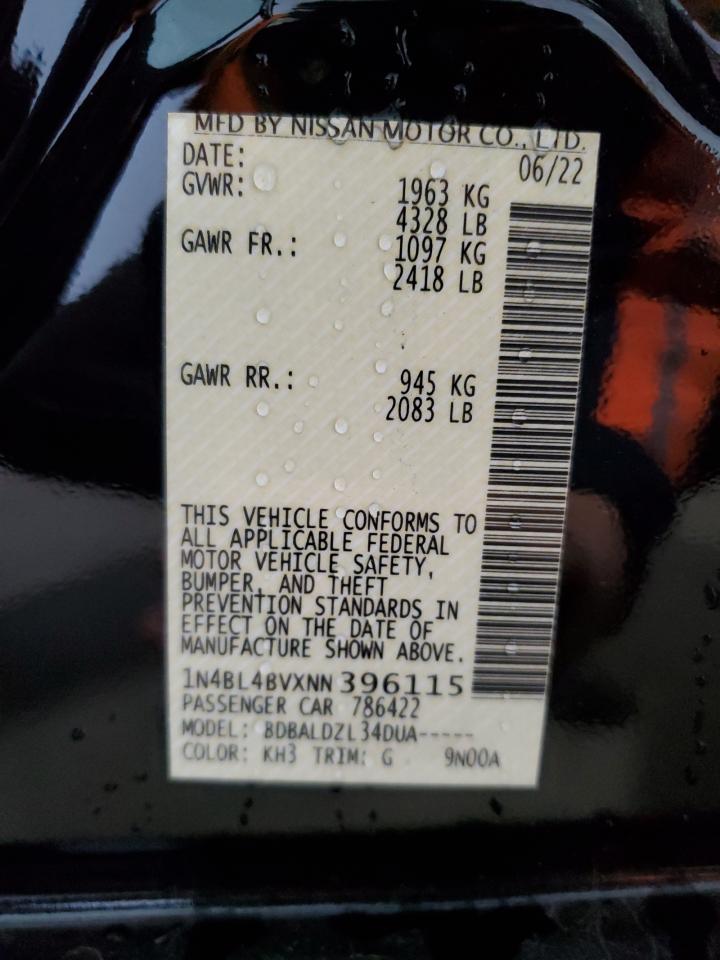 MFD BY NISSAN MOTOR CO., LTD.
DATE: 06/22
GVWR: 1963 KG
4328 LB
GAWR FR.: 1097 KG
2418 LB
GAWR RR.: 945 KG
2083 LB
THIS VEHICLE CONFORMS TO
ALL APPLICABLE FEDERAL
MOTOR VEHICLE SAFETY,
BUMPER, AND THEFT
PREVENTION STANDARDS IN
EFFECT ON THE DATE OF
MANUFACTURE SHOWN ABOVE.
1N4BL4BVXNN396115
PASSENGER CAR 786422
MODEL: BDBALDZL34DUA-----
COLOR: KH3 TRIM: G 9N00A